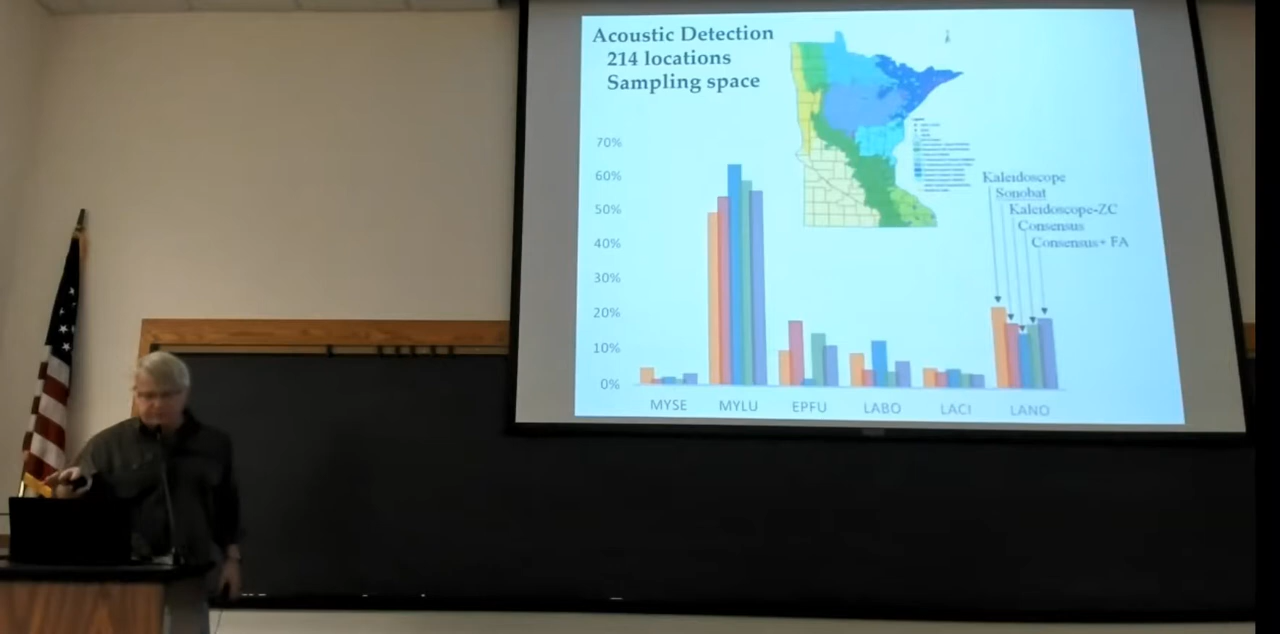 Acoustic Detection
214 locations
Sampling space
70%
60%
50%
40%
30%
20%
10%
0%
MYSE MYLU EPFU LABO LACI LANO
Kaleidoscope
Sonobat
Kaleidoscope-ZC
Consensus
Consensus+ FA